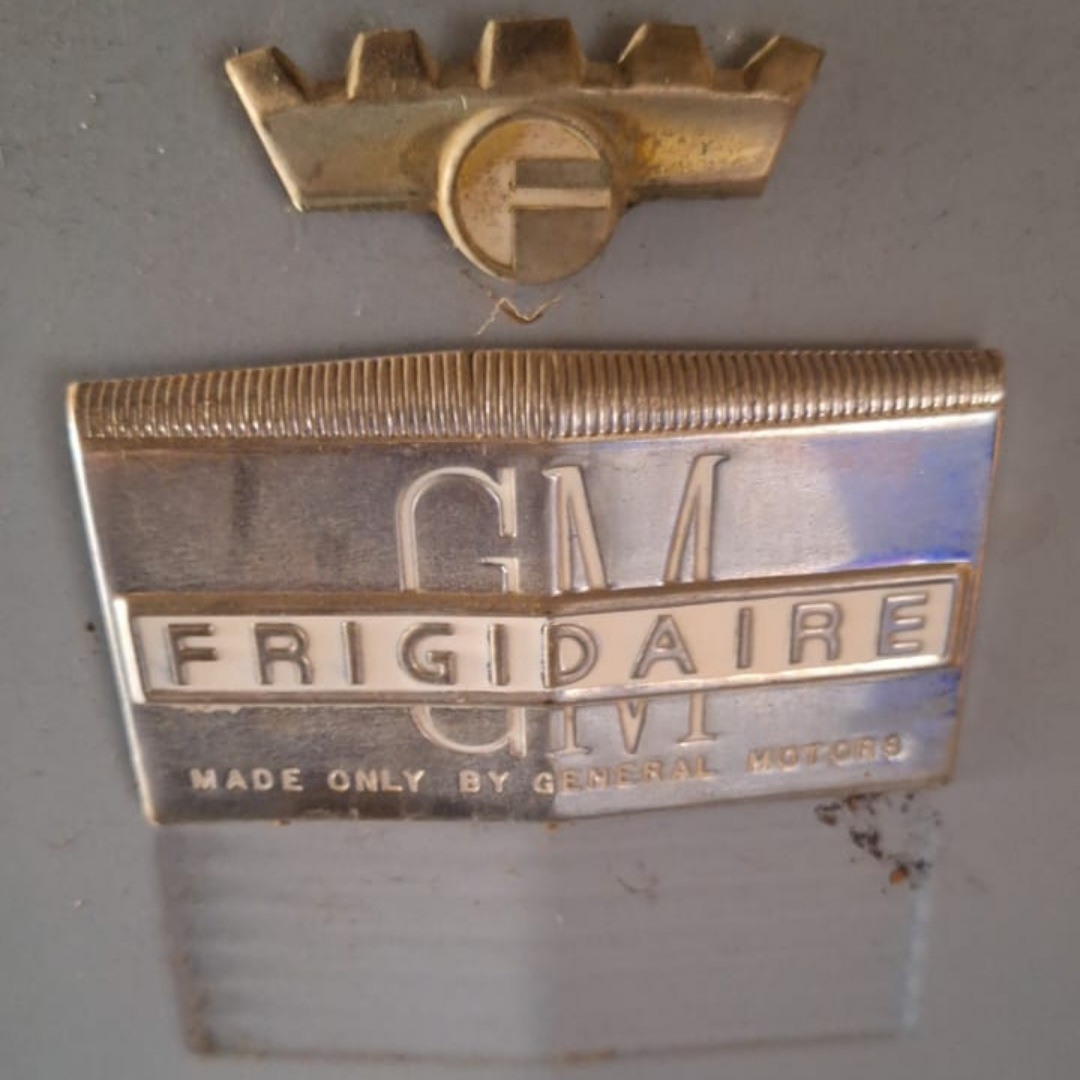 F
GM
FRIGIDAIRE
MADE ONLY BY GENERAL MOTORS